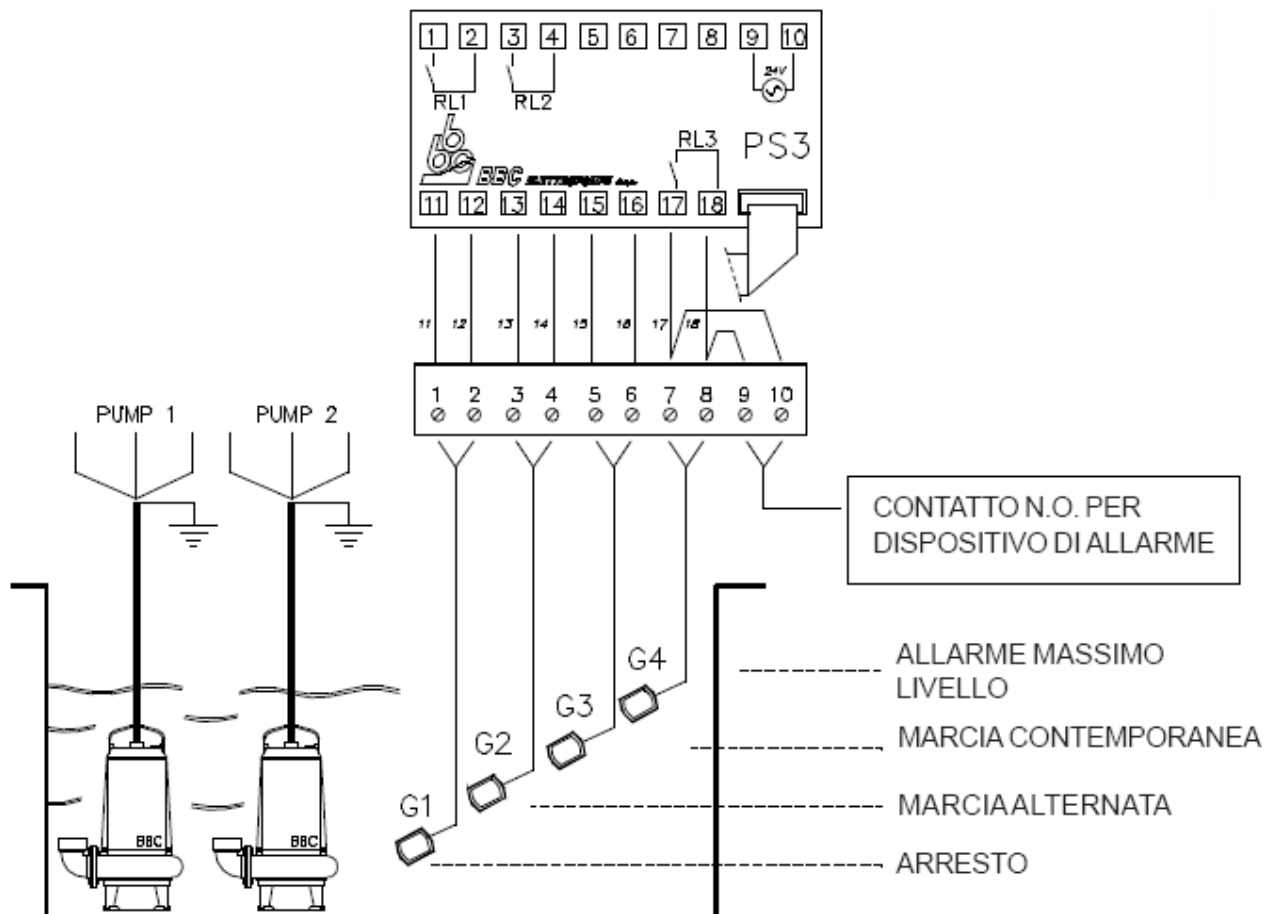 1 2 3 4 5 6 7 8 9 10
24V
RL1 RL2
RL3 PS3
BBC
11 12 13 14 15 16 17 18
11 12 13 14 15 16 17 18
1 2 3 4 5 6 7 8 9 10
PUMP 1 PUMP 2
CONTATTO N.O. PER
DISPOSITIVO DI ALLARME
G4
ALLARME MASSIMO
LIVELLO
G3
MARCIA CONTEMPORANEA
G2
MARCIA ALTERNATA
G1
ARRESTO
BBC BBC